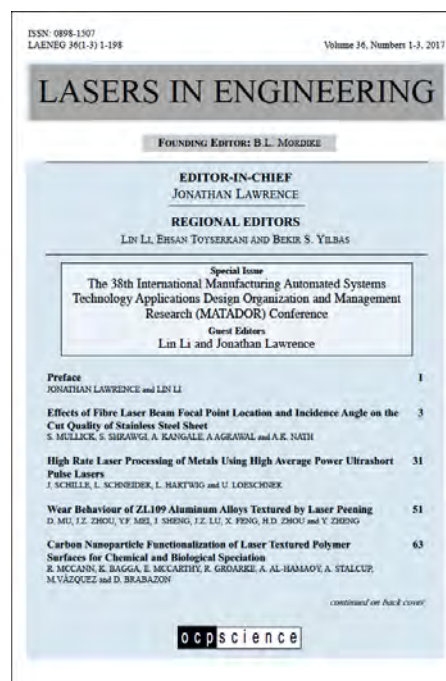 ISSN: 0898-1507
LAENEG 36(1-3) 1-198
Volume 36, Numbers 1-3, 2017
LASERS IN ENGINEERING
FOUNDING EDITOR: B.L. MORDIKE
EDITOR-IN-CHIEF
JONATHAN LAWRENCE
REGIONAL EDITORS
LIN LI, EHSAN TOYSERKANI AND BEKIR S. YILBAS
Special Issue
The 38th International Manufacturing Automated Systems
Technology Applications Design Organization and Management
Research (MATADOR) Conference
Guest Editors
Lin Li and Jonathan Lawrence
Preface 1
JONATHAN LAWRENCE and LIN LI
Effects of Fibre Laser Beam Focal Point Location and Incidence Angle on the 3
Cut Quality of Stainless Steel Sheet
S. MULLICK, S. SHRAWGI, A. KANGALE, A AGRAWAL and A.K. NATH
High Rate Laser Processing of Metals Using High Average Power Ultrashort 31
Pulse Lasers
J. SCHILLE, L. SCHNEIDER, L. HARTWIG and U. LOESCHNER
Wear Behaviour of ZL109 Aluminum Alloys Textured by Laser Peening 51
D. MU, J.Z. ZHOU, Y.F. MEI, J. SHENG, J.Z. LU, X. FENG, H.D. ZHOU and Y. ZHENG
Carbon Nanoparticle Functionalization of Laser Textured Polymer 63
Surfaces for Chemical and Biological Speciation
R. MCCANN, K. BAGGA, E. MCCARTHY, R. GROARKE, A. AL-HAMAOY, A. STALCUP,
M.VÁZQUEZ and D. BRABAZON
continued on back cover
ocpscience